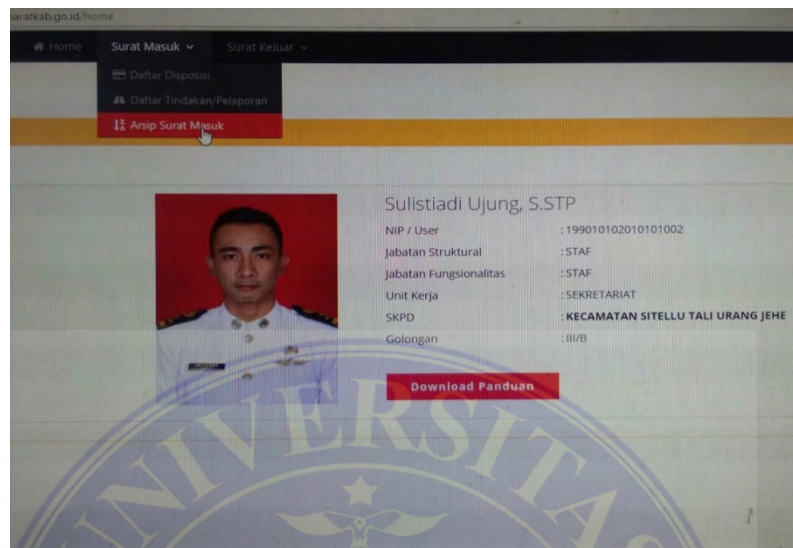 aratkab.go.id/home
Home Surat Masuk Surat Keluar
Daftar Disposisi
Daftar Tindakan/Pelaporan
Arsip Surat Masuk
Sulistiadi Ujung, S.STP
NIP / User : 199010102010101002
Jabatan Struktural : STAF
Jabatan Fungsionalitas : STAF
Unit Kerja : SEKRETARIAT
SKPD : KECAMATAN SITELLU TALI URANG JEHE
Golongan : III/B
Download Panduan
UNIVERSITAS